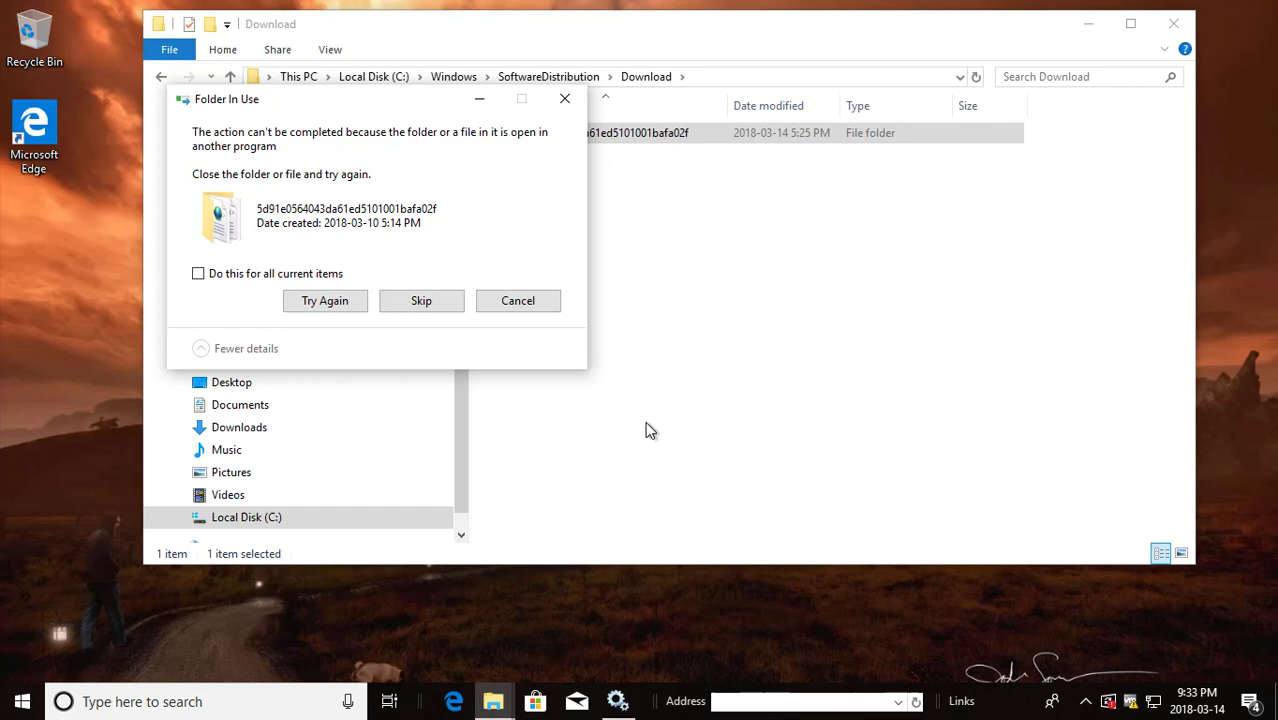 Recycle Bin
Microsoft
Edge
Download
File
Home
Share
View
This PC
Local Disk (C:)
Windows
SoftwareDistribution
Download
Search Download
Date modified
Type
Size
a61ed5101001bafa02f
2018-03-14 5:25 PM
File folder
Folder In Use
The action can't be completed because the folder or a file in it is open in
another program
Close the folder or file and try again.
5d91e0564043da61ed5101001bafa02f
Date created: 2018-03-10 5:14 PM
Do this for all current items
Try Again
Skip
Cancel
Fewer details
Desktop
Documents
Downloads
Music
Pictures
Videos
Local Disk (C:)
1 item
1 item selected
Type here to search
Address
Links
9:33 PM
2018-03-14
4